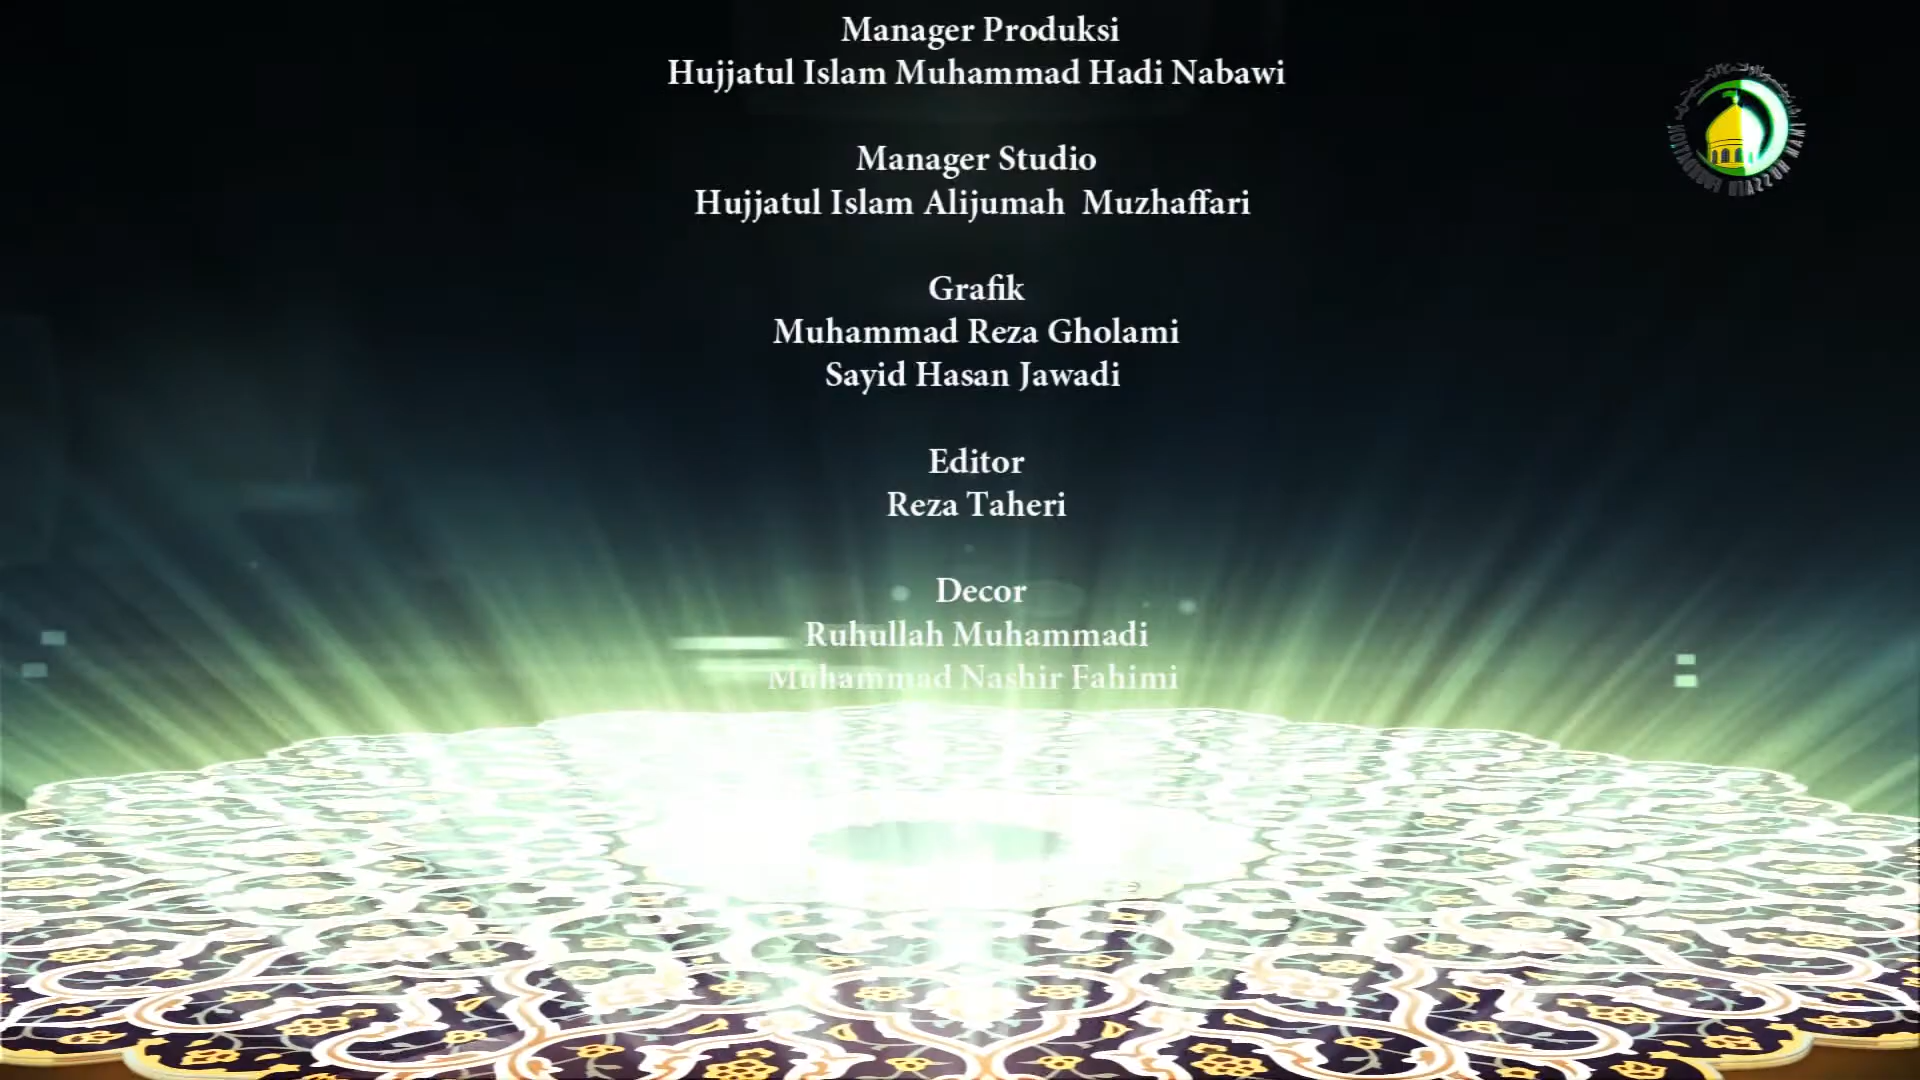 Manager Produksi
Hujjatul Islam Muhammad Hadi Nabawi
Manager Studio
Hujjatul Islam Alijumah Muzhaffari
Grafik
Muhammad Reza Gholami
Sayid Hasan Jawadi
Editor
Reza Taheri
Decor
Ruhullah Muhammadi
Muhammad Nashir Fahimi